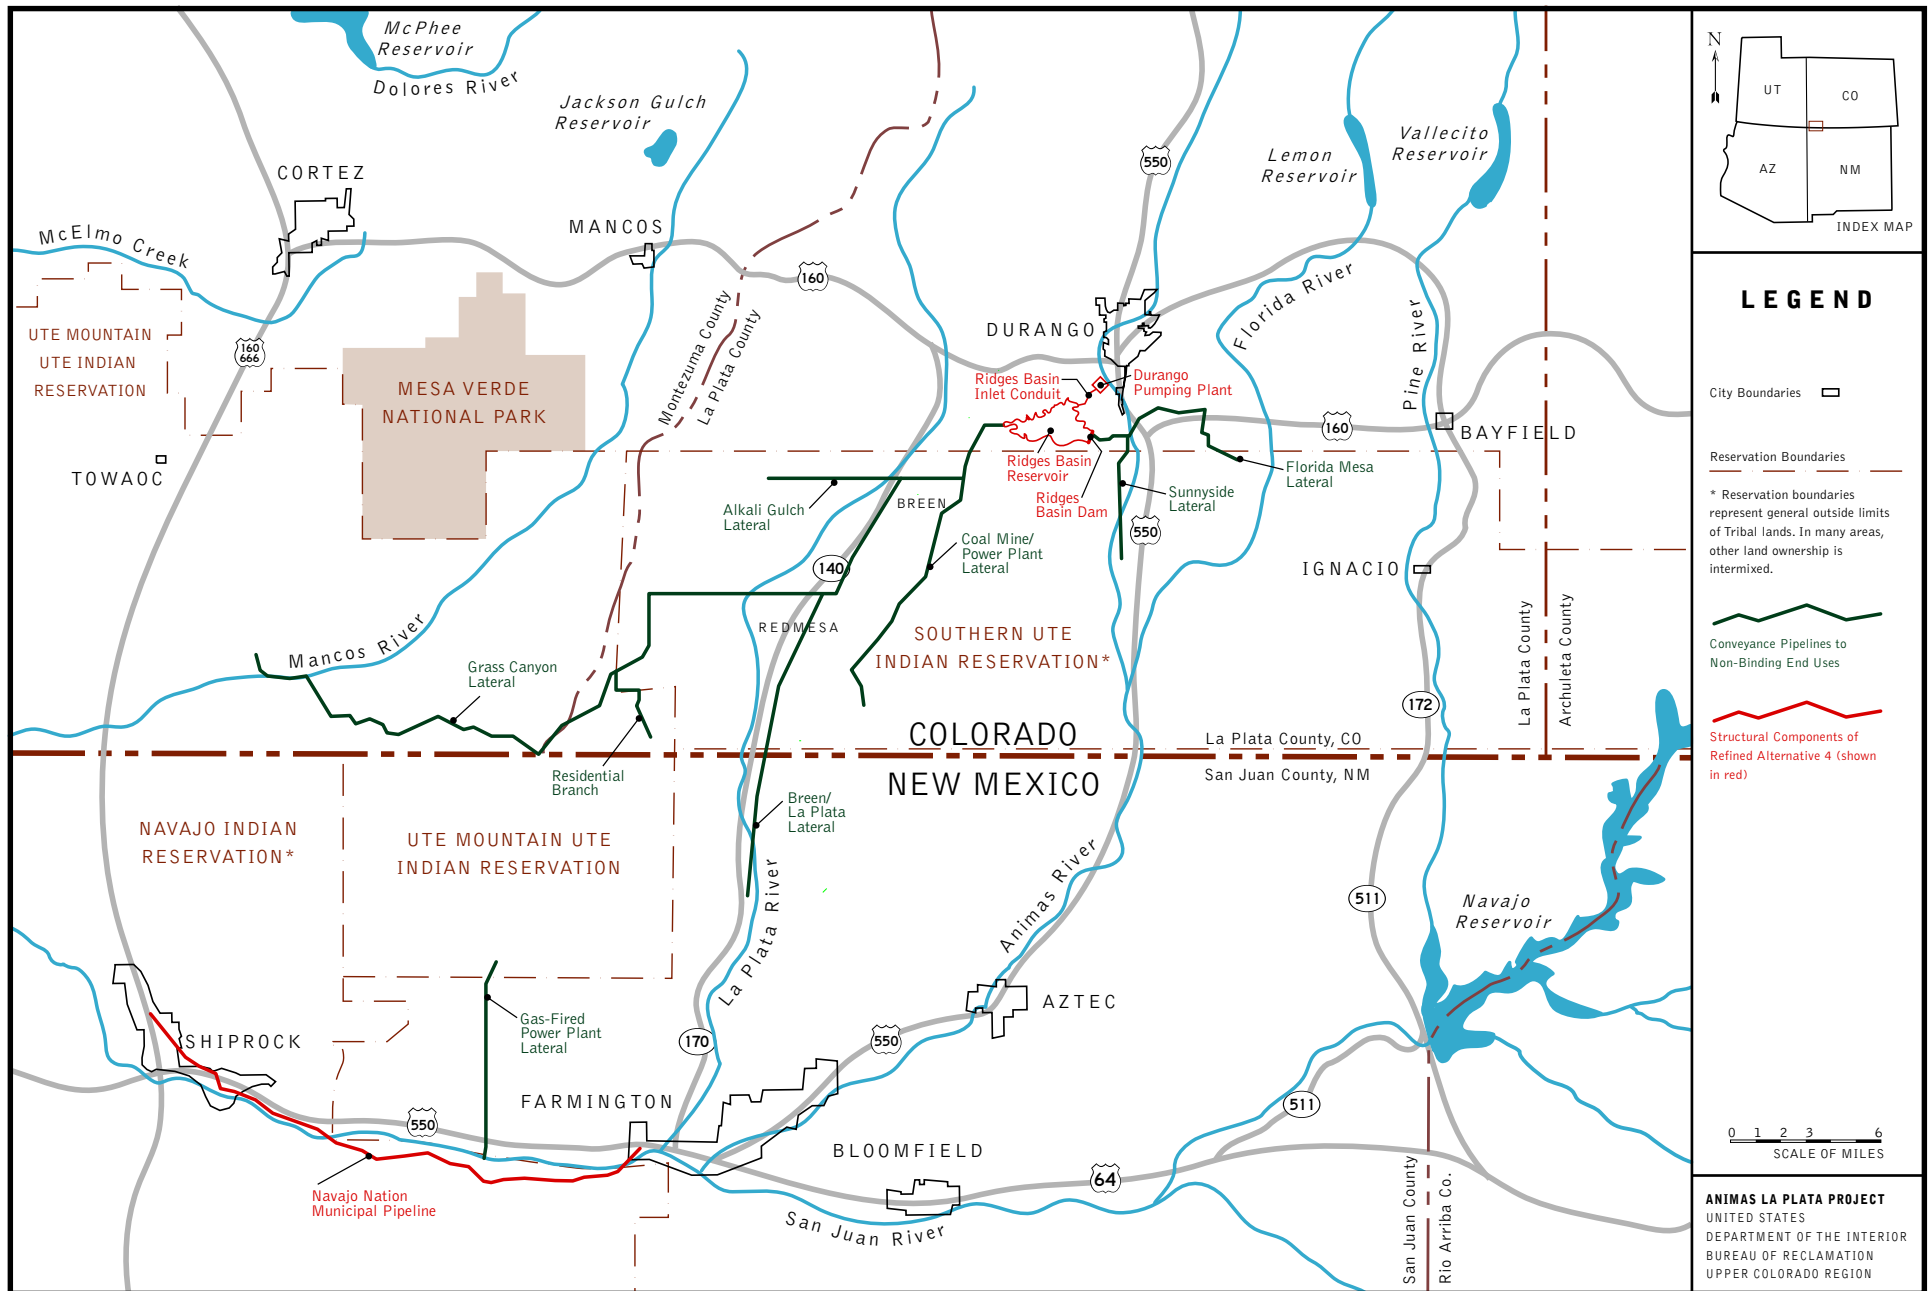 McPhee
Reservoir
Dolores River
Jackson Gulch
Reservoir
CORTEZ
MANCOS
McElmo Creek
160
666
UTE MOUNTAIN
UTE INDIAN
RESERVATION
TOWAOC
MESA VERDE
NATIONAL PARK
Montezuma County
La Plata County
160
550
Lemon
Reservoir
Vallecito
Reservoir
DURANGO
Florida River
Pine River
Ridges Basin
Inlet Conduit
Durango
Pumping Plant
160
BAYFIELD
Ridges Basin
Reservoir
Ridges
Basin Dam
Sunnyside
Lateral
Florida Mesa
Lateral
Alkali Gulch
Lateral
BREEN
Coal Mine/
Power Plant
Lateral
550
140
IGNACIO
REDMESA
SOUTHERN UTE
INDIAN RESERVATION*
La Plata County
Archuleta County
Mancos River
Grass Canyon
Lateral
172
COLORADO
NEW MEXICO
La Plata County, CO
San Juan County, NM
Residential
Branch
Breen/
La Plata
Lateral
NAVAJO INDIAN
RESERVATION*
UTE MOUNTAIN UTE
INDIAN RESERVATION
La Plata River
Animas River
511
Navajo
Reservoir
AZTEC
SHIPROCK
Gas-Fired
Power Plant
Lateral
170
550
FARMINGTON
550
511
BLOOMFIELD
64
Navajo Nation
Municipal Pipeline
San Juan River
San Juan County
Rio Arriba Co.
N
UT
CO
AZ
NM
INDEX MAP
LEGEND
City Boundaries
Reservation Boundaries
* Reservation boundaries
represent general outside limits
of Tribal lands. In many areas,
other land ownership is
intermixed.
Conveyance Pipelines to
Non-Binding End Uses
Structural Components of
Refined Alternative 4 (shown
in red)
0 1 2 3 6
SCALE OF MILES
ANIMAS LA PLATA PROJECT
UNITED STATES
DEPARTMENT OF THE INTERIOR
BUREAU OF RECLAMATION
UPPER COLORADO REGION